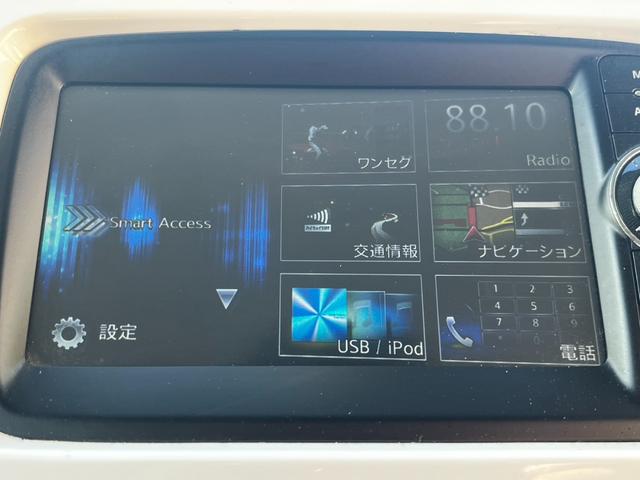 ワンセグ
88.10
Radio
Smart Access
交通情報
ナビゲーション
設定
USB / iPod
1 2 3
4 5 6
7 8 9
電話